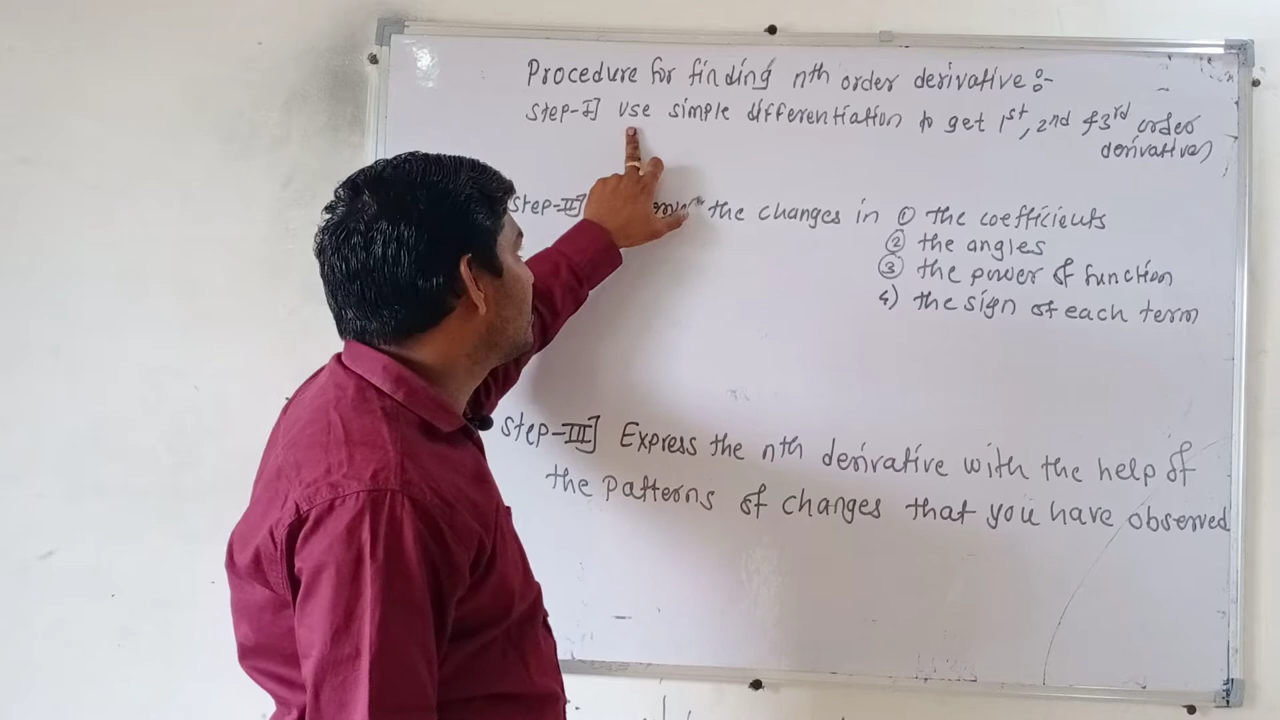 Procedure for finding nth order derivative :-
Step-I] Use simple differentiation to get 1st, 2nd & 3rd order
derivatives
Step-II] the changes in ① the coefficients
② the angles
③ the power of function
4) the sign of each term
Step-III] Express the nth derivative with the help of
the patterns of changes that you have observed